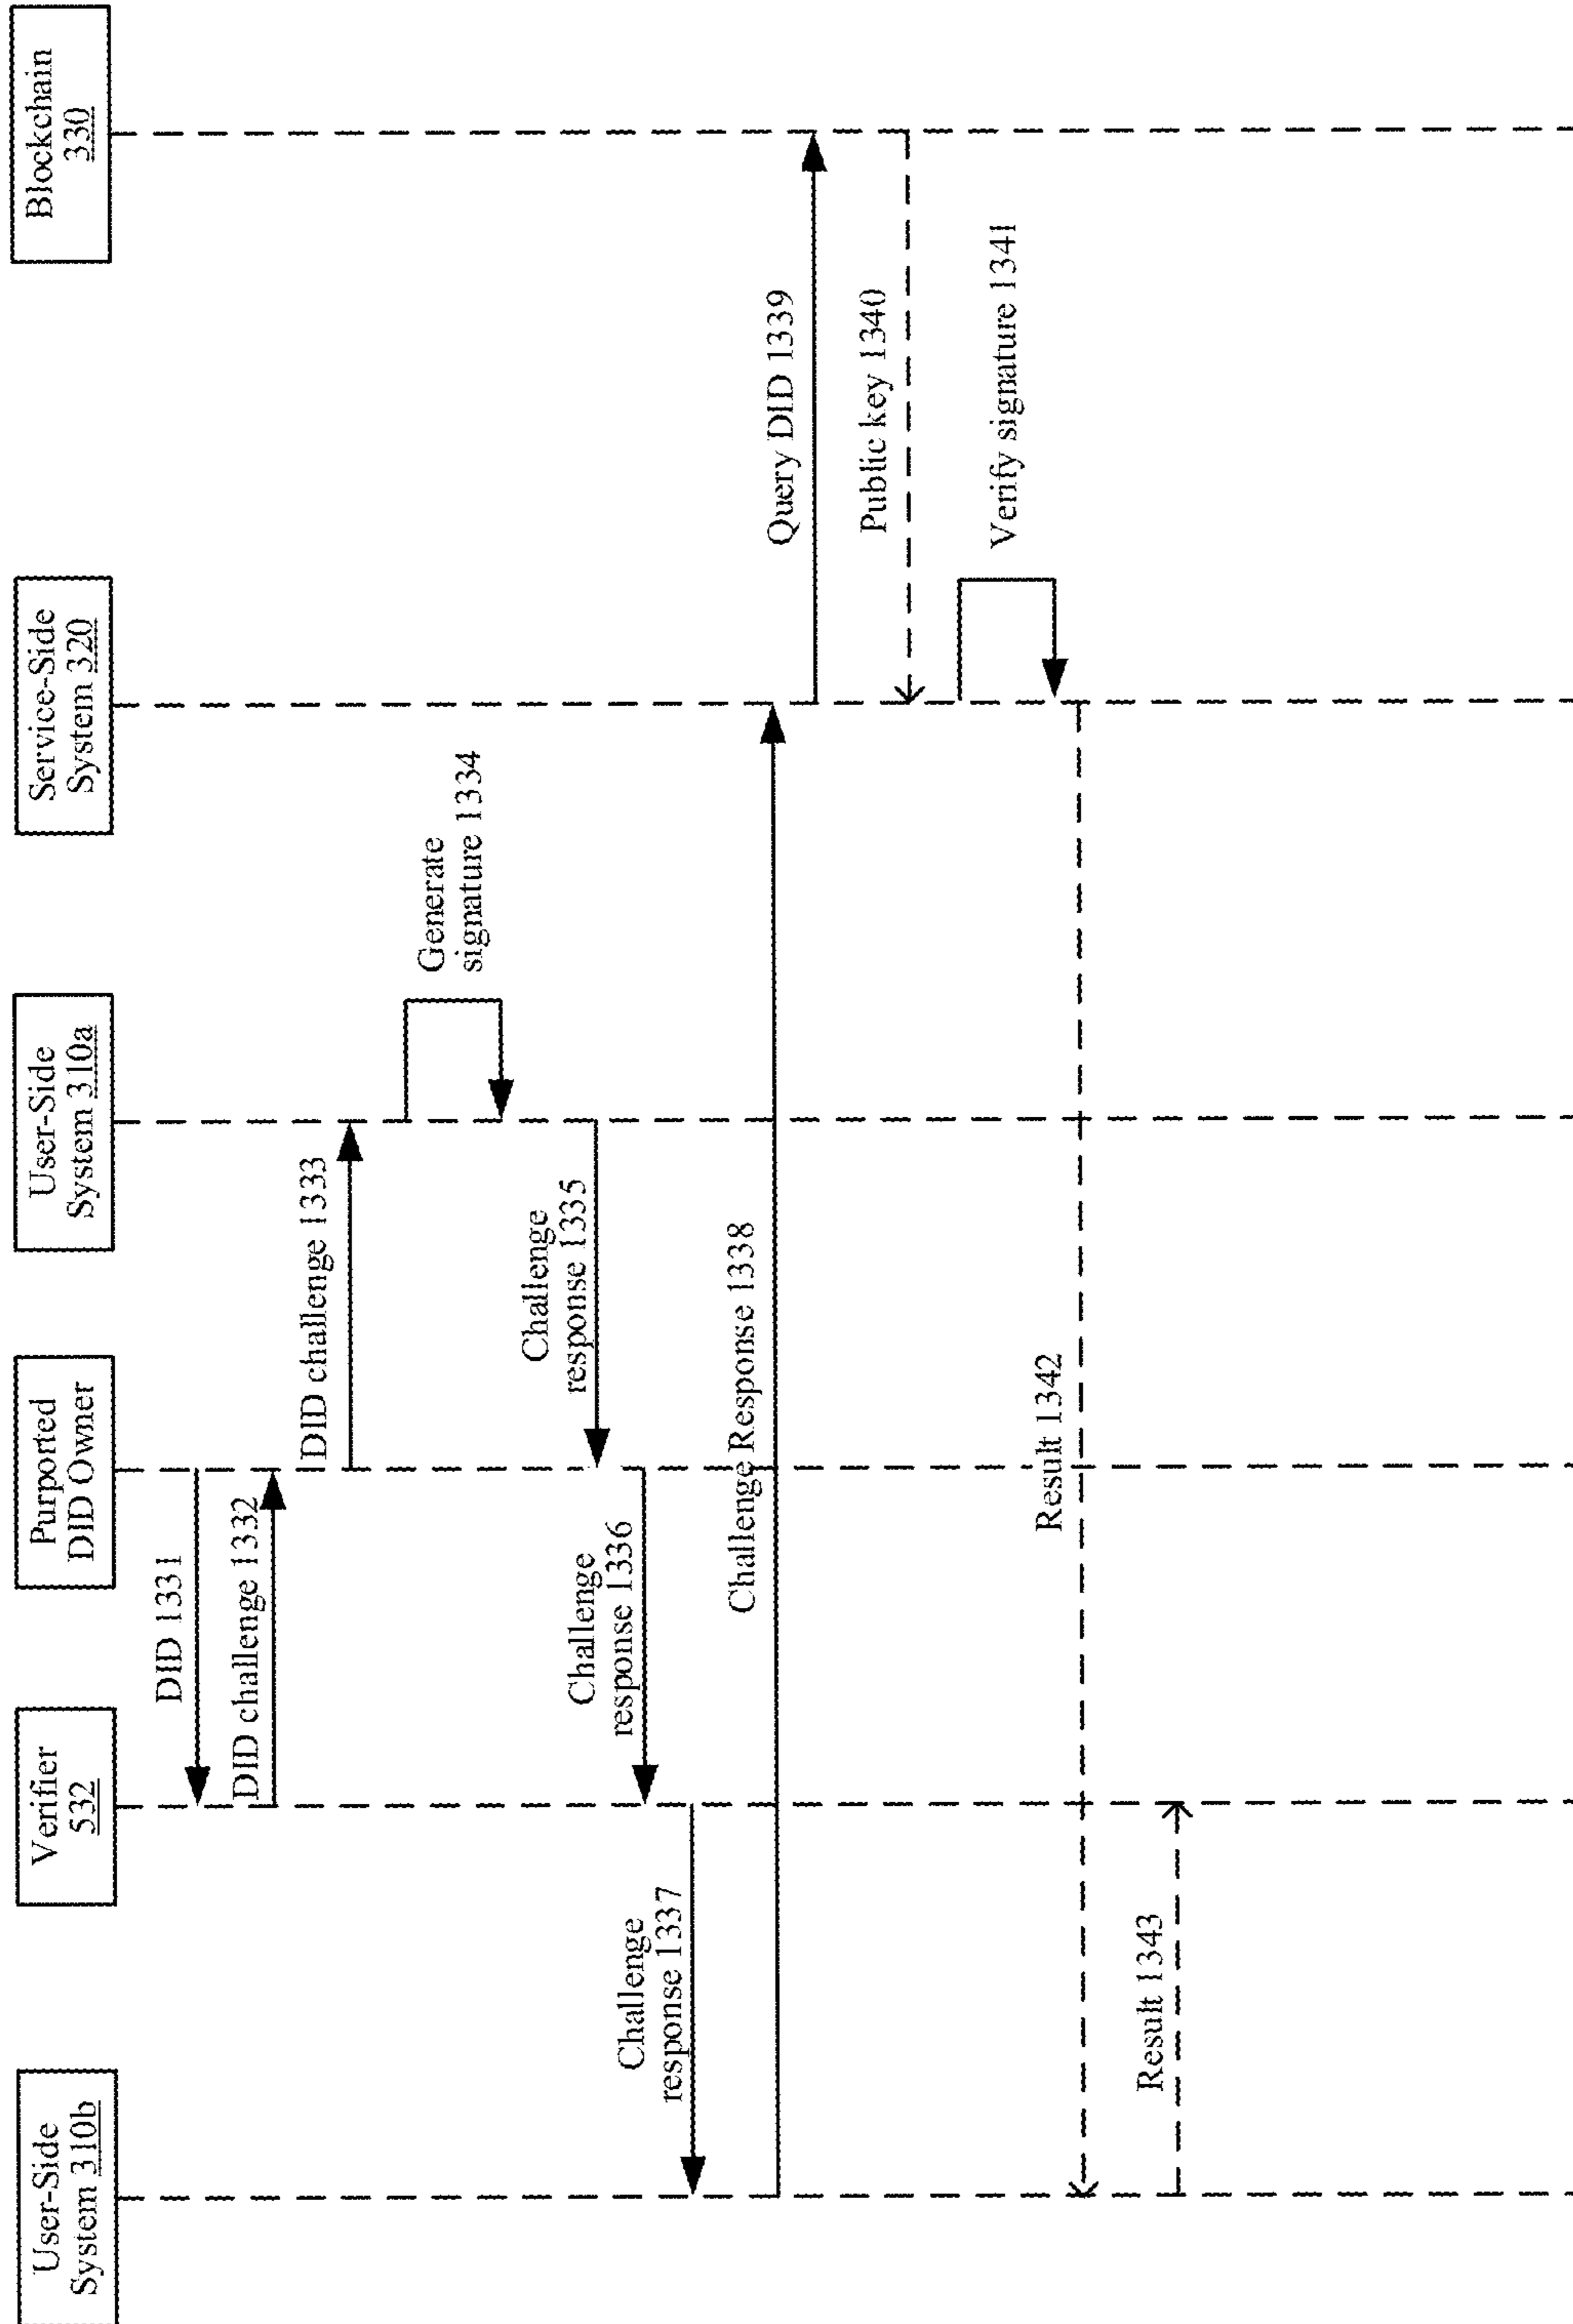 User-Side
System 310b
Verifier
532
Purported
DID Owner
User-Side
System 310a
Service-Side
System 320
Blockchain
330
DID 1331
DID challenge 1332
DID challenge 1333
Generate
signature 1334
Challenge
response 1335
Challenge
response 1336
Challenge
response 1337
Challenge Response 1338
Query DID 1339
Public key 1340
Verify signature 1341
Result 1342
Result 1343